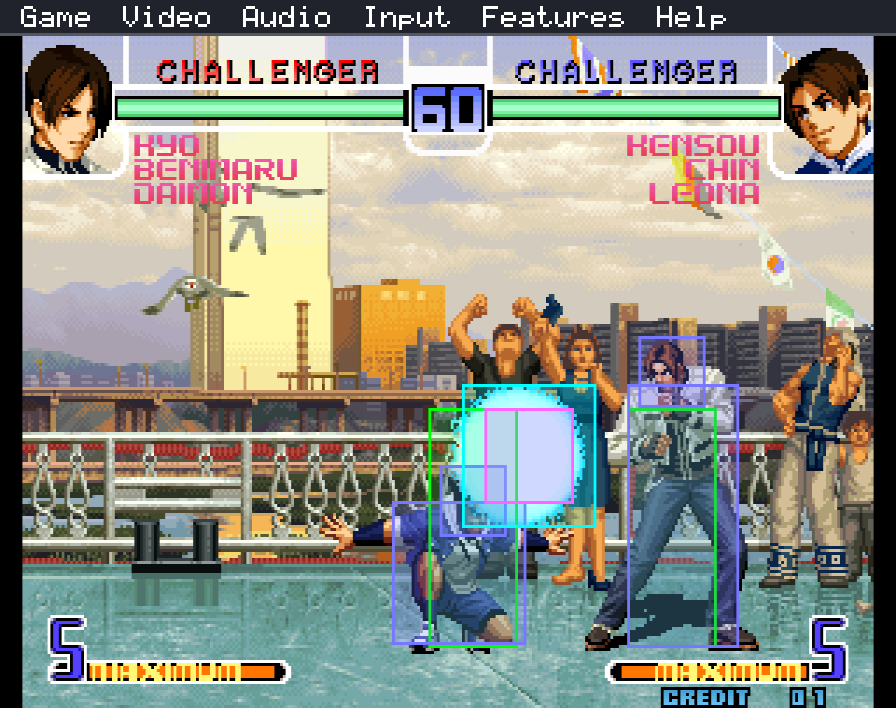 Game Video Audio Input Features Help
CHALLENGER 60 CHALLENGER
KYO KENSOU
BENIMARU CHIN
DAIMON LEONA
5 MAXIMUM MAXIMUM 5
CREDIT 01